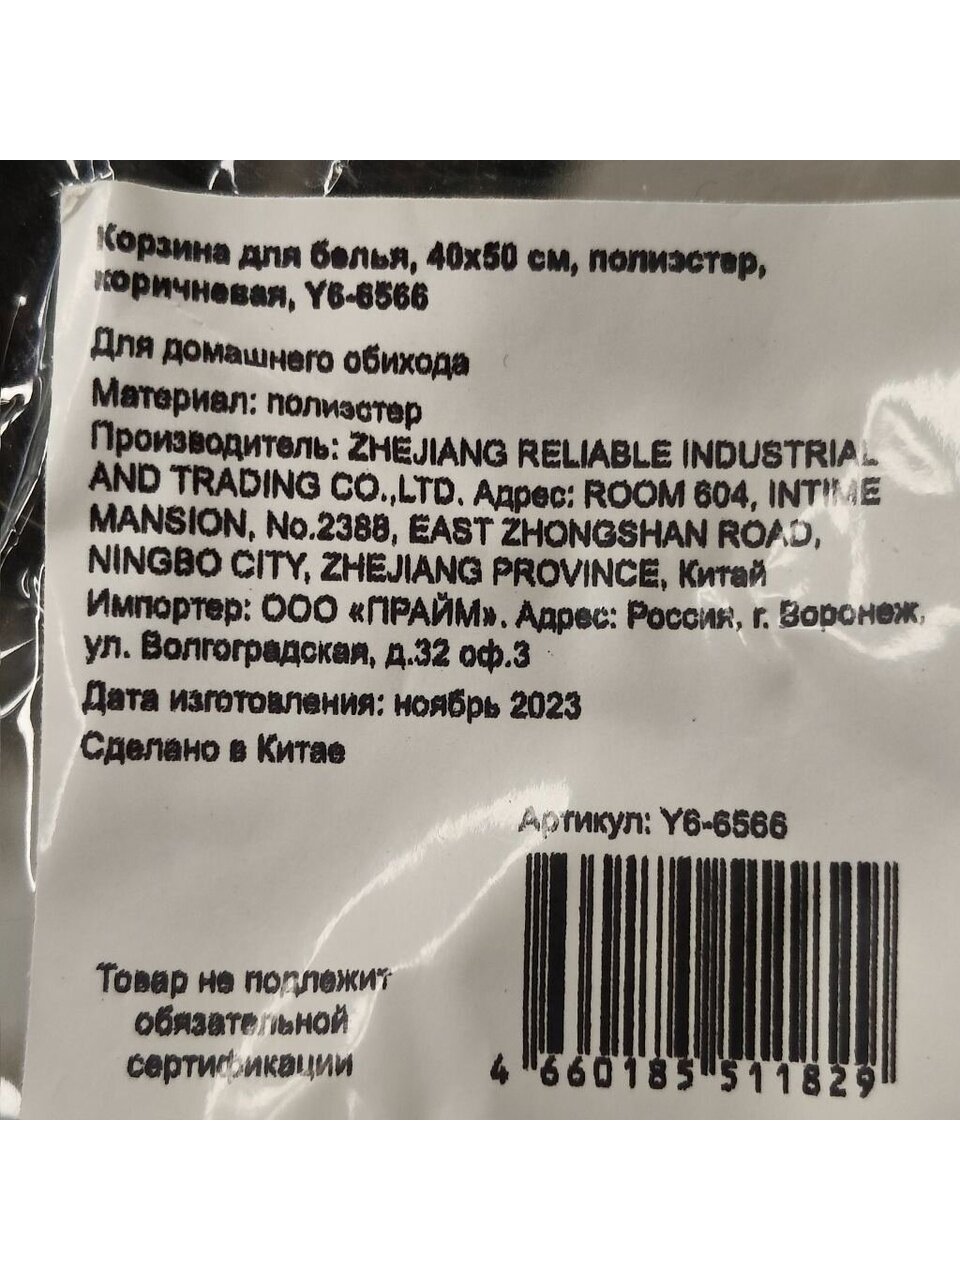 Корзина для белья, 40х50 см, полиэстер,
коричневая, Y6-6566
Для домашнего обихода
Материал: полиэстер
Производитель: ZHEJIANG RELIABLE INDUSTRIAL
AND TRADING CO.,LTD. Адрес: ROOM 604, INTIME
MANSION, No.2388, EAST ZHONGSHAN ROAD,
NINGBO CITY, ZHEJIANG PROVINCE, Китай
Импортер: ООО «ПРАЙМ». Адрес: Россия, г. Воронеж,
ул. Волгоградская, д.32 оф.3
Дата изготовления: ноябрь 2023
Сделано в Китае
Артикул: Y6-6566
Товар не подлежит
обязательной
сертификации
4 660185 511829